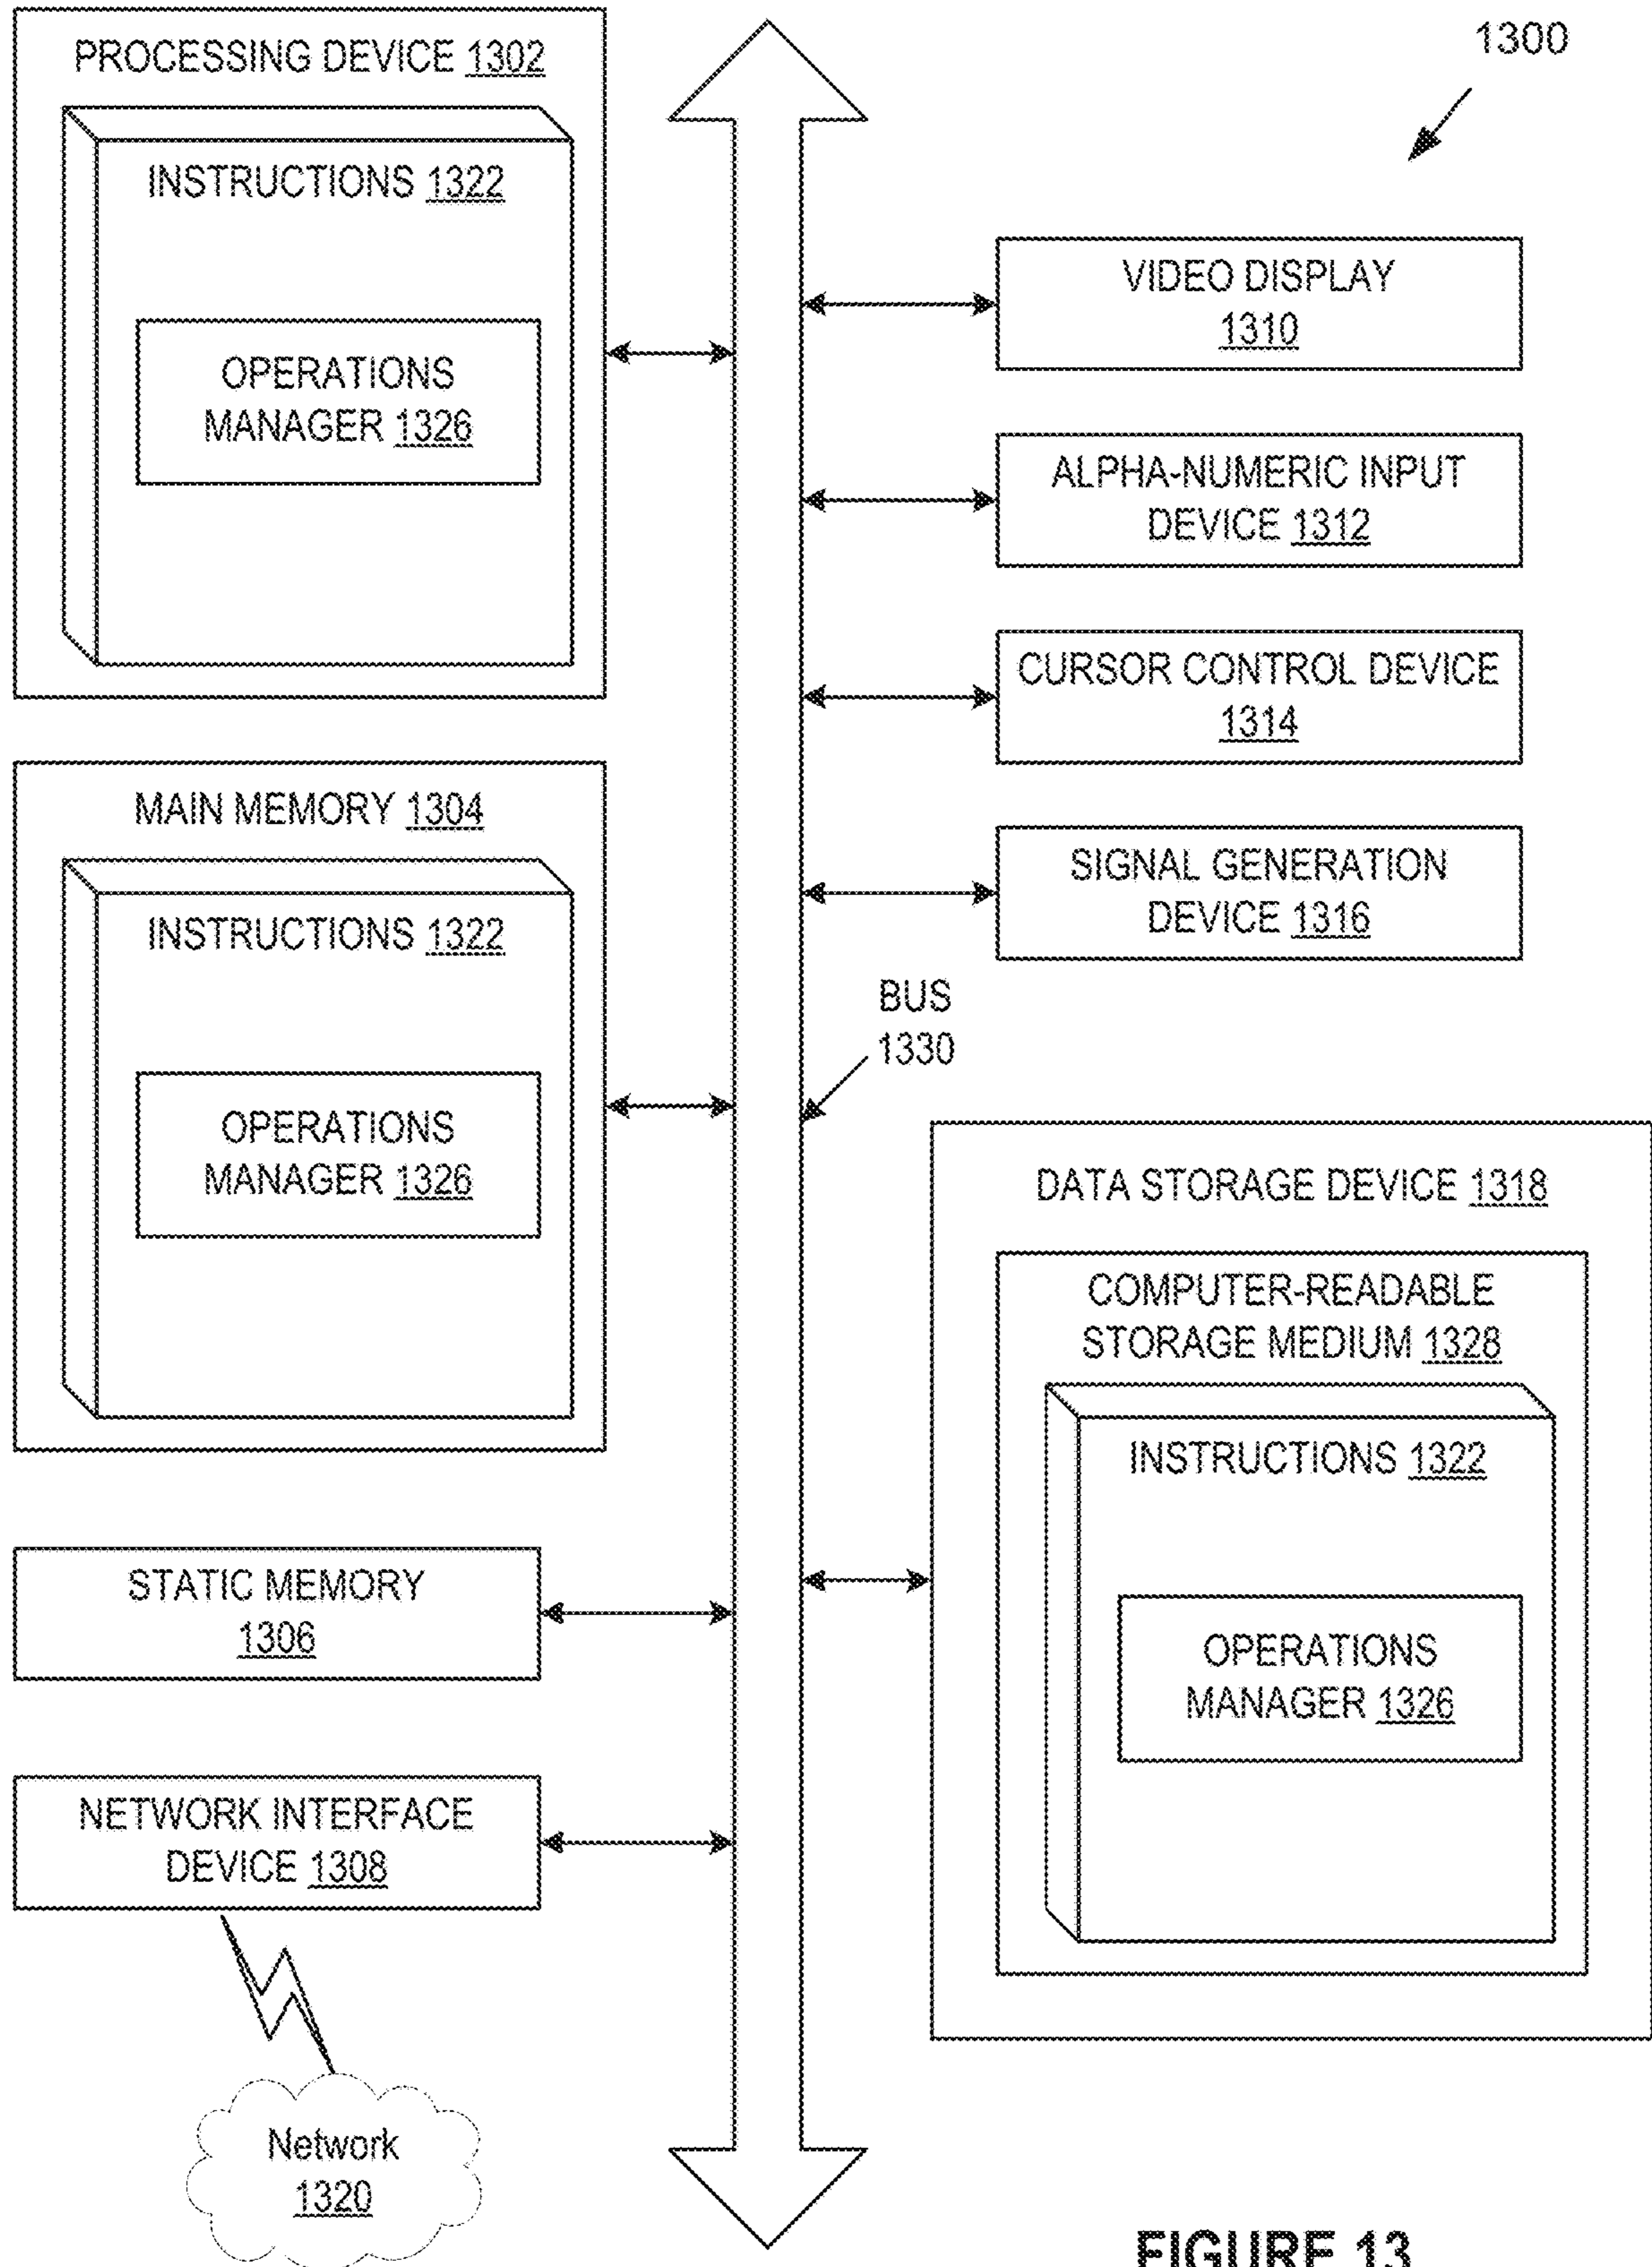 PROCESSING DEVICE 1302
INSTRUCTIONS 1322
OPERATIONS
MANAGER 1326
MAIN MEMORY 1304
INSTRUCTIONS 1322
OPERATIONS
MANAGER 1326
STATIC MEMORY
1306
NETWORK INTERFACE
DEVICE 1308
Network
1320
1300
VIDEO DISPLAY
1310
ALPHA-NUMERIC INPUT
DEVICE 1312
CURSOR CONTROL DEVICE
1314
SIGNAL GENERATION
DEVICE 1316
BUS
1330
DATA STORAGE DEVICE 1318
COMPUTER-READABLE
STORAGE MEDIUM 1328
INSTRUCTIONS 1322
OPERATIONS
MANAGER 1326
FIGURE 13